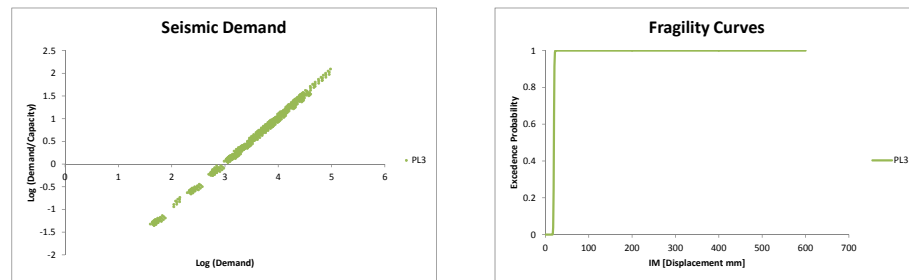 Seismic Demand
2.5
2
1.5
1
0.5
0
-0.5
-1
-1.5
-2
0 1 2 3 4 5 6
Log (Demand/Capacity)
Log (Demand)
PL3
Fragility Curves
1
0.8
0.6
0.4
0.2
0
0 100 200 300 400 500 600 700
Excedence Probability
IM [Displacement mm]
PL3